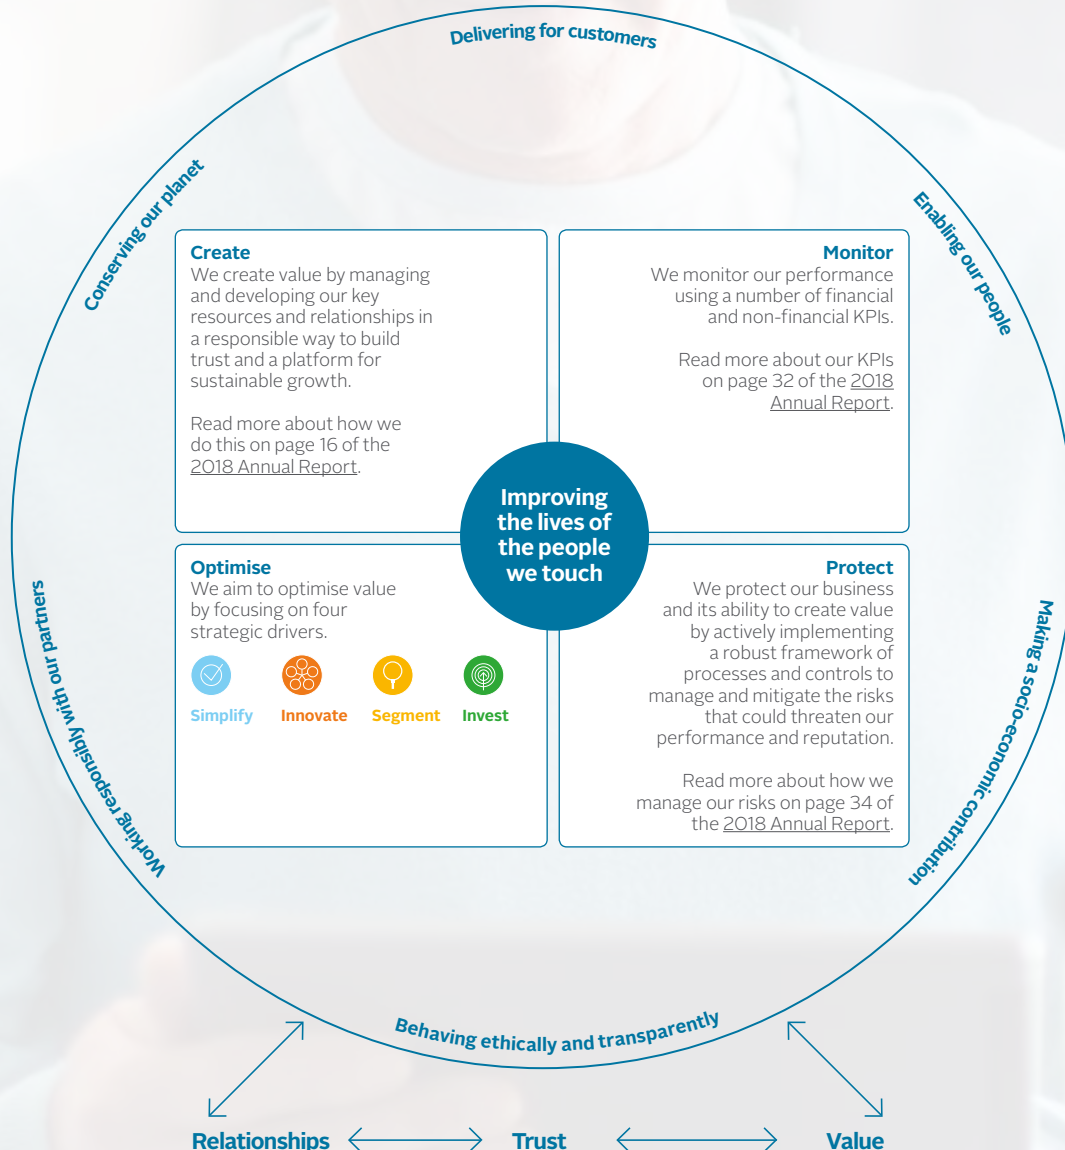 Delivering for customers
Conserving our planet
Enabling our people
Create
We create value by managing
and developing our key
resources and relationships in
a responsible way to build
trust and a platform for
sustainable growth.
Read more about how we
do this on page 16 of the
2018 Annual Report.
Monitor
We monitor our performance
using a number of financial
and non-financial KPIs.
Read more about our KPIs
on page 32 of the 2018
Annual Report.
Improving
the lives of
the people
we touch
Optimise
We aim to optimise value
by focusing on four
strategic drivers.
Simplify Innovate Segment Invest
Protect
We protect our business
and its ability to create value
by actively implementing
a robust framework of
processes and controls to
manage and mitigate the risks
that could threaten our
performance and reputation.
Read more about how we
manage our risks on page 34 of
the 2018 Annual Report.
Working responsibly with our partners
Making a socio-economic contribution
Behaving ethically and transparently
Relationships Trust Value